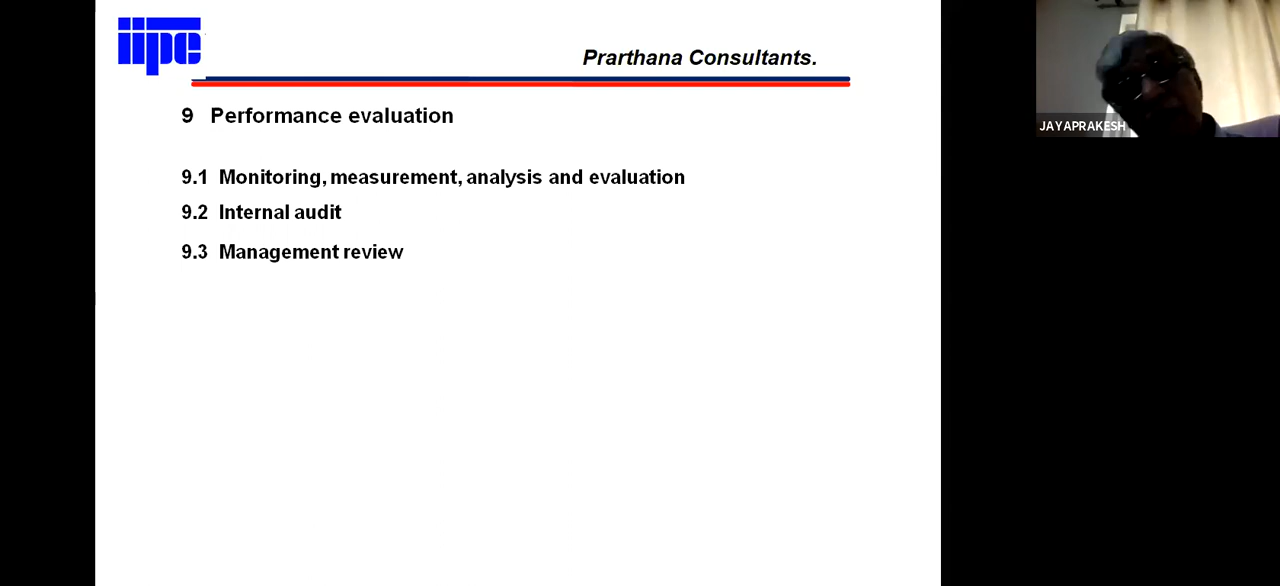 iipc
Prarthana Consultants.
9 Performance evaluation
9.1 Monitoring, measurement, analysis and evaluation
9.2 Internal audit
9.3 Management review
JAYAPRAKESH